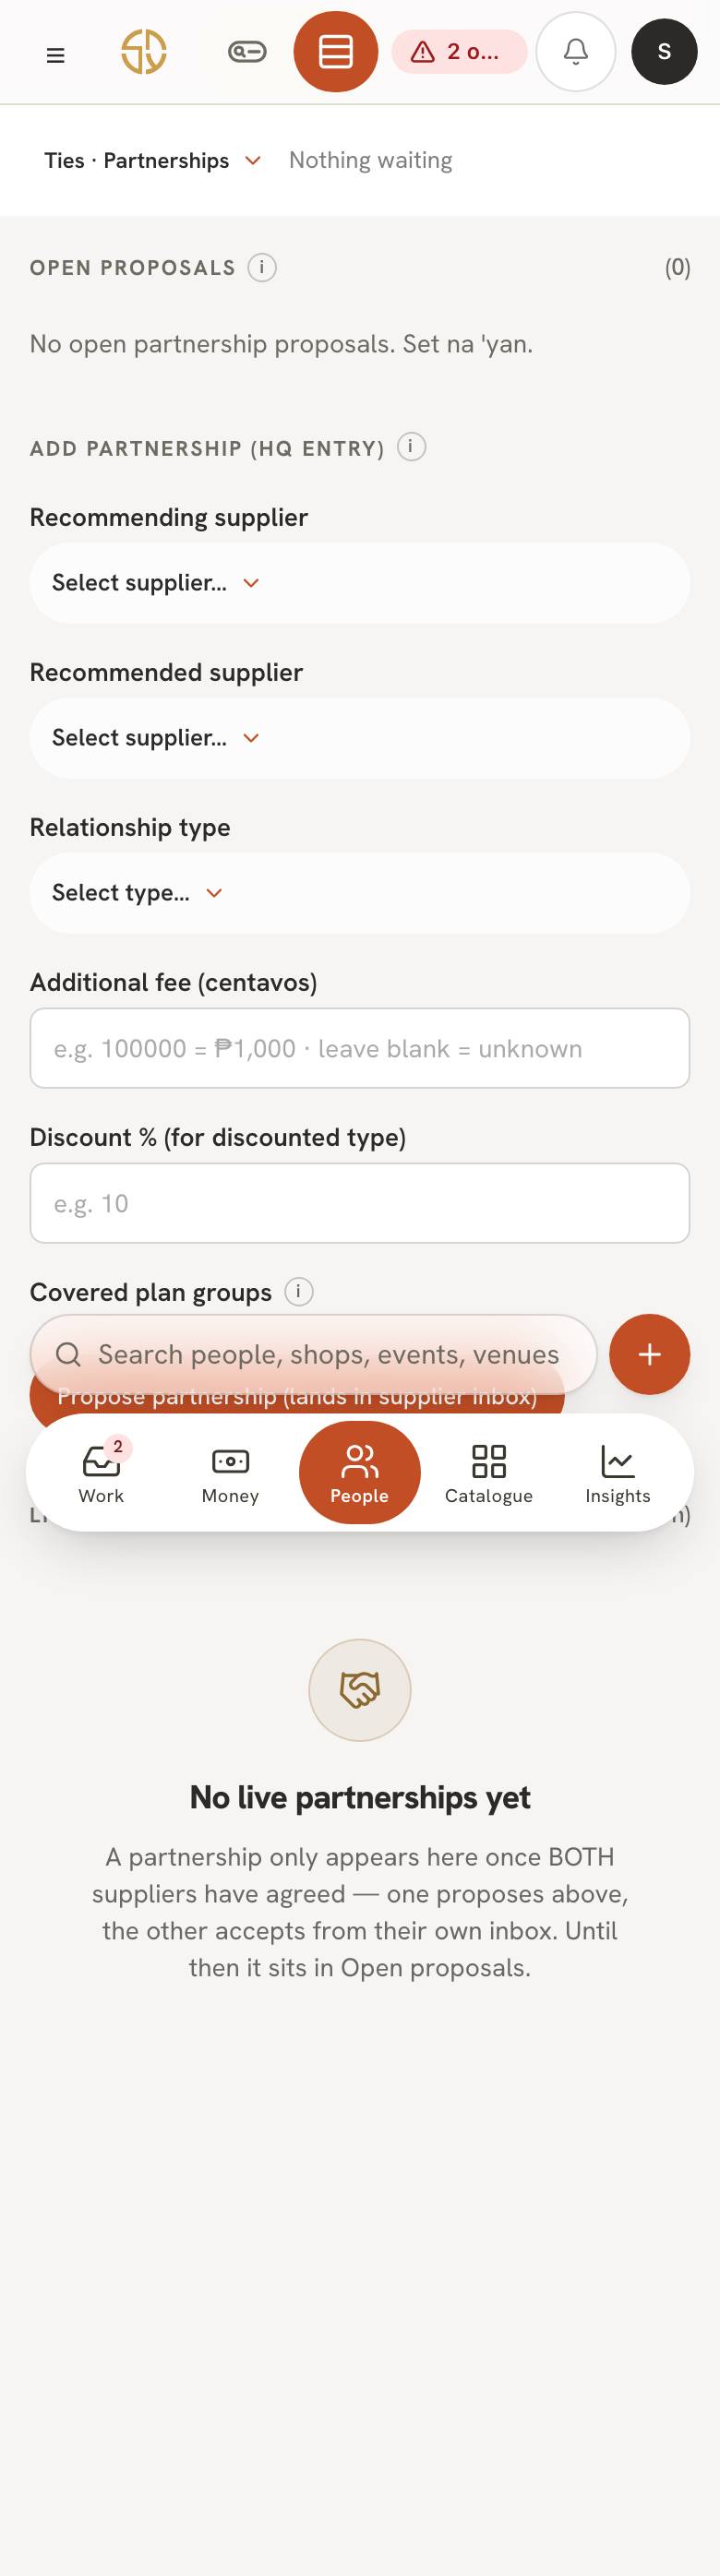 2 o...
S
Ties · Partnerships
Nothing waiting
OPEN PROPOSALS i (0)
No open partnership proposals. Set na 'yan.
ADD PARTNERSHIP (HQ ENTRY) i
Recommending supplier
Select supplier...
Recommended supplier
Select supplier...
Relationship type
Select type...
Additional fee (centavos)
e.g. 100000 = ₱1,000 · leave blank = unknown
Discount % (for discounted type)
e.g. 10
Covered plan groups i
Search people, shops, events, venues
Propose partnership (lands in supplier inbox)
2
Work Money People Catalogue Insights
No live partnerships yet
A partnership only appears here once BOTH
suppliers have agreed — one proposes above,
the other accepts from their own inbox. Until
then it sits in Open proposals.